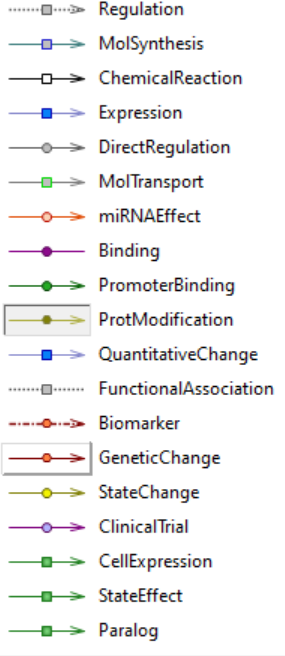 Regulation
MolSynthesis
ChemicalReaction
Expression
DirectRegulation
MolTransport
miRNAEffect
Binding
PromoterBinding
ProtModification
QuantitativeChange
FunctionalAssociation
Biomarker
GeneticChange
StateChange
ClinicalTrial
CellExpression
StateEffect
Paralog